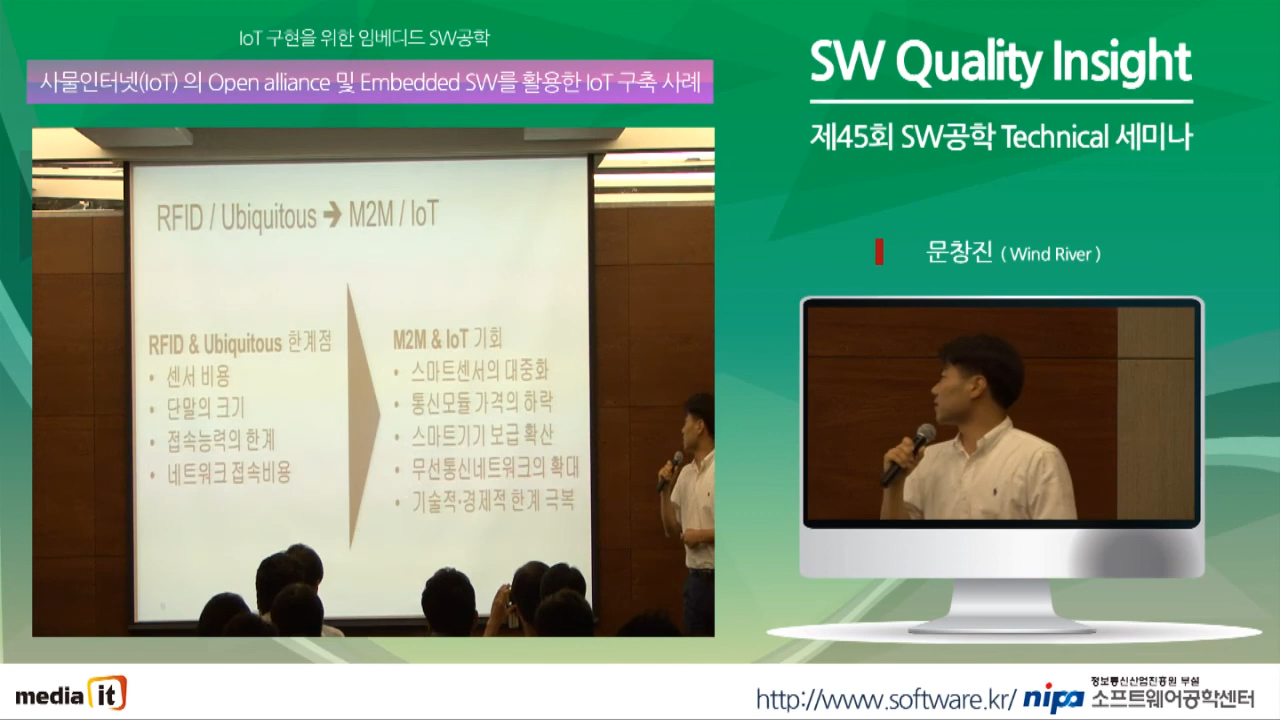 IoT 구현을 위한 임베디드 SW공학
사물인터넷(IoT) 의 Open alliance 및 Embedded SW를 활용한 IoT 구축 사례
RFID / Ubiquitous ➔ M2M / IoT
RFID & Ubiquitous 한계점
• 센서 비용
• 단말의 크기
• 접속능력의 한계
• 네트워크 접속비용
M2M & IoT 기회
• 스마트센서의 대중화
• 통신모듈 가격의 하락
• 스마트기기 보급 확산
• 무선통신네트워크의 확대
• 기술적·경제적 한계 극복
SW Quality Insight
제45회 SW공학 Technical 세미나
문창진 ( Wind River )
media it
http://www.software.kr/
nipa
정보통신산업진흥원 부설
소프트웨어공학센터